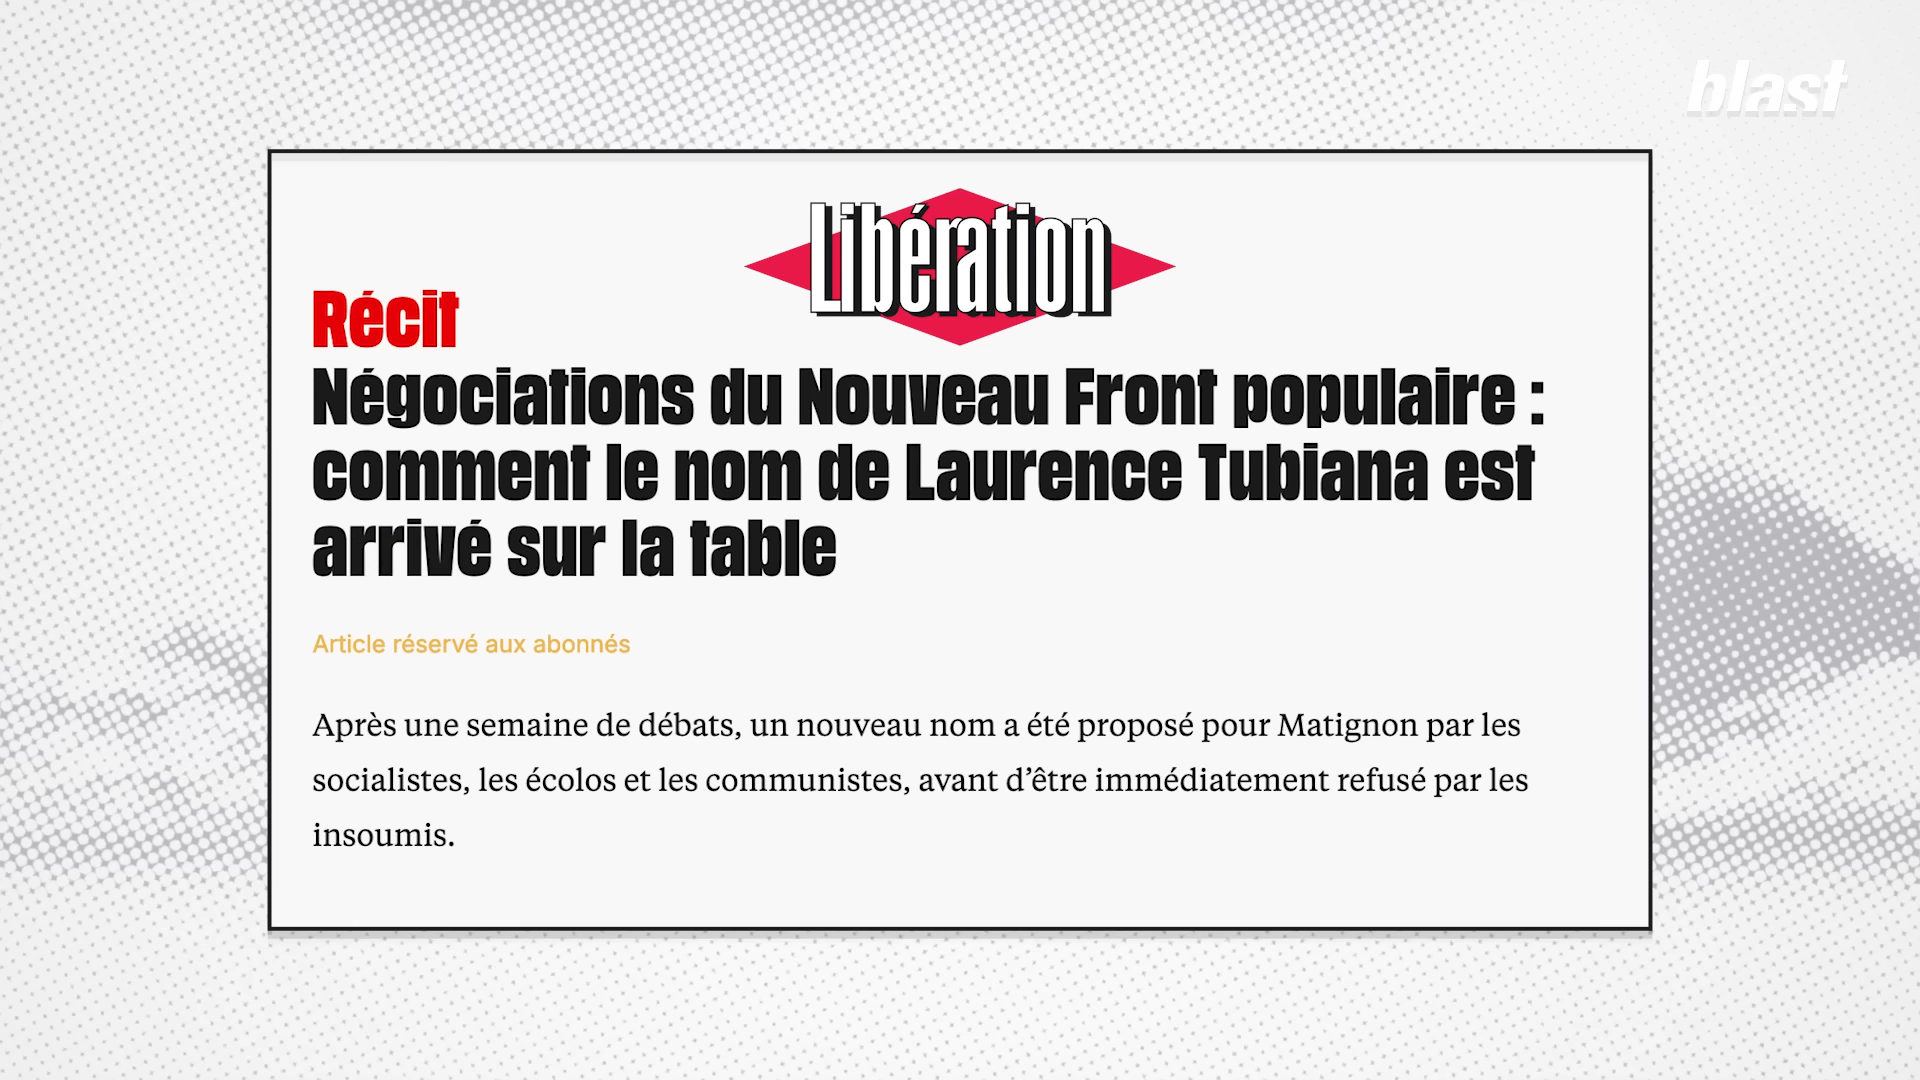 blast
Libération
Récit
Négociations du Nouveau Front populaire :
comment le nom de Laurence Tubiana est
arrivé sur la table
Article réservé aux abonnés
Après une semaine de débats, un nouveau nom a été proposé pour Matignon par les
socialistes, les écolos et les communistes, avant d’être immédiatement refusé par les
insoumis.